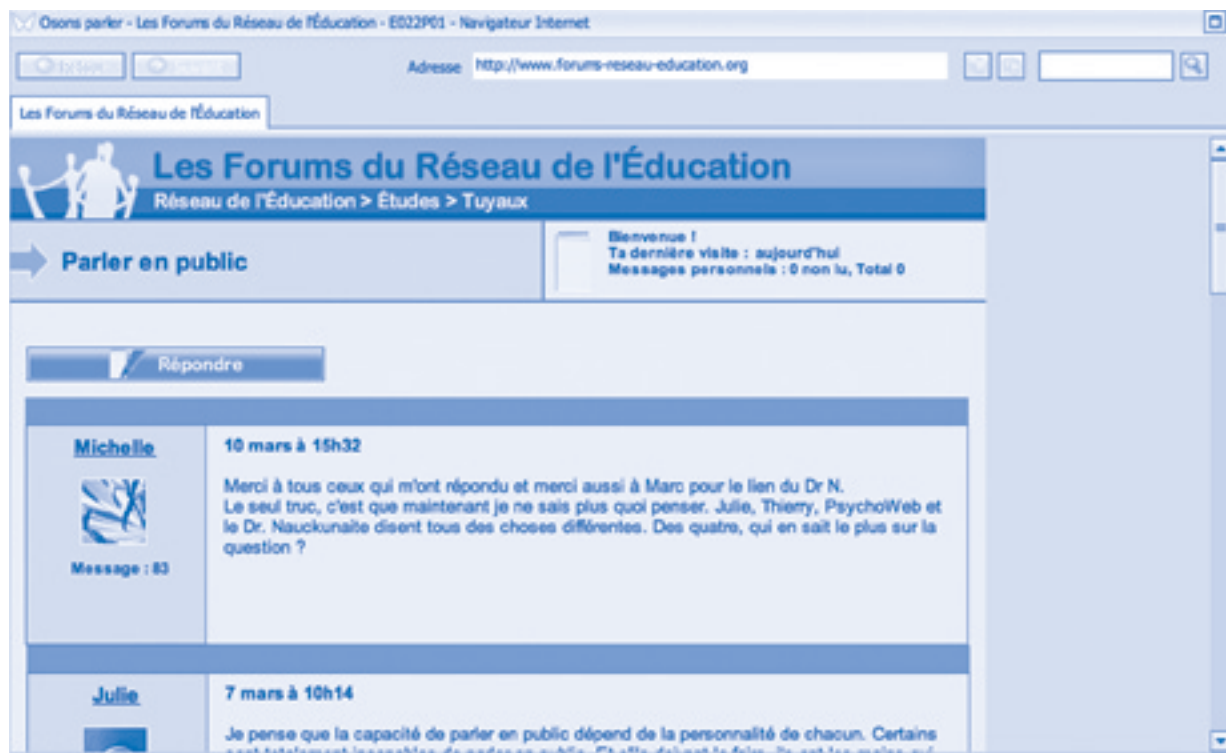 Osons parler - Les Forums du Réseau de l'Éducation - E022P01 - Navigateur Internet
Adresse http://www.forums-reseau-education.org
Les Forums du Réseau de l'Éducation
Les Forums du Réseau de l'Éducation
Réseau de l'Éducation > Études > Tuyaux
Parler en public
Bienvenue !
Ta dernière visite : aujourd'hui
Messages personnels : 0 non lu, Total 0
Répondre
Michelle
Message : 83
10 mars à 15h32
Merci à tous ceux qui m'ont répondu et merci aussi à Marc pour le lien du Dr N.
Le seul truc, c'est que maintenant je ne sais plus quoi penser. Julie, Thierry, PsychoWeb et
le Dr. Nauckunaite disent tous des choses différentes. Des quatre, qui en sait le plus sur la
question ?
Julie
7 mars à 10h14
Je pense que la capacité de parler en public dépend de la personnalité de chacun. Certains